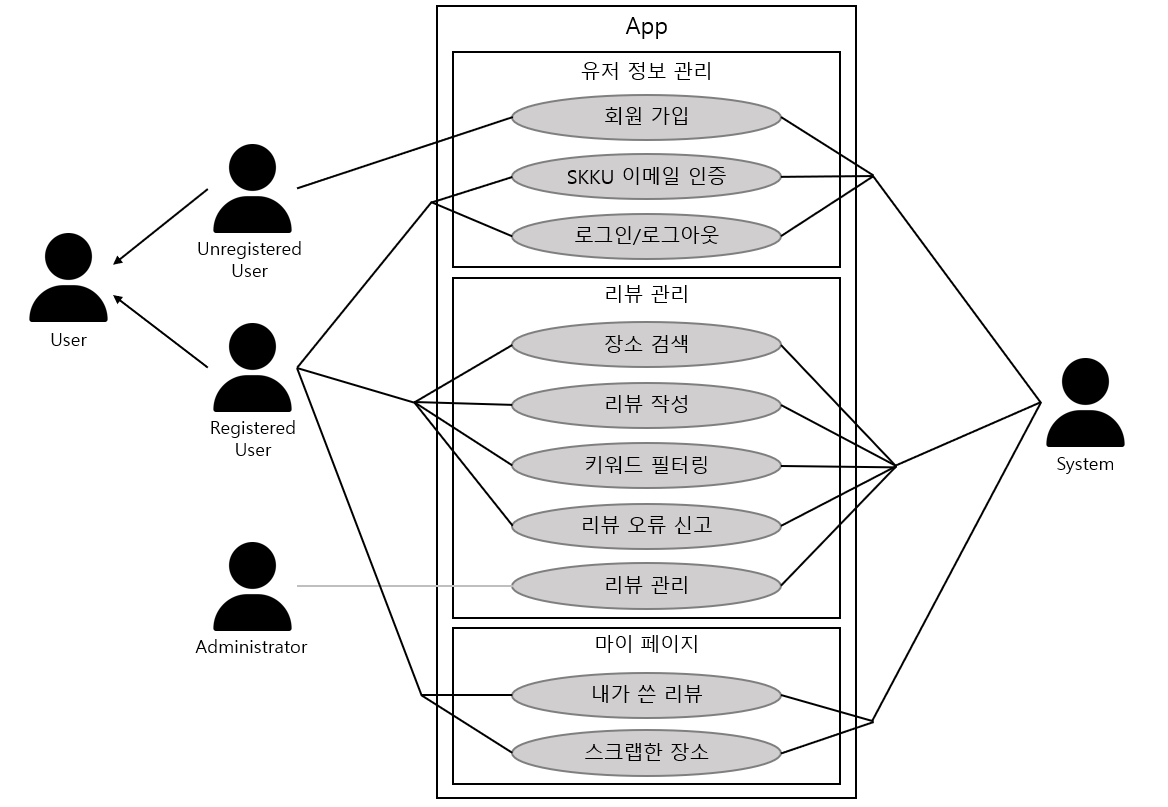 App
유저 정보 관리
회원 가입
SKKU 이메일 인증
로그인/로그아웃
Unregistered
User
User
Registered
User
리뷰 관리
장소 검색
리뷰 작성
키워드 필터링
리뷰 오류 신고
리뷰 관리
System
Administrator
마이 페이지
내가 쓴 리뷰
스크랩한 장소